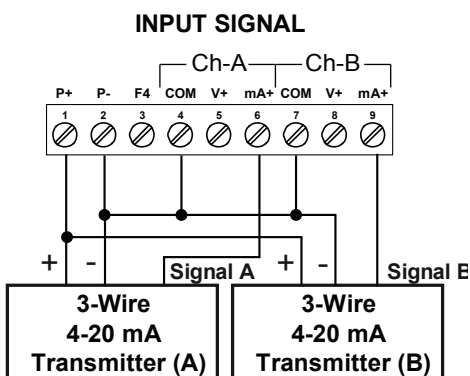 INPUT SIGNAL
Ch-A Ch-B
P+ P- F4 COM V+ mA+ COM V+ mA+
1 2 3 4 5 6 7 8 9
+ - Signal A + - Signal B
3-Wire 3-Wire
4-20 mA 4-20 mA
Transmitter (A) Transmitter (B)